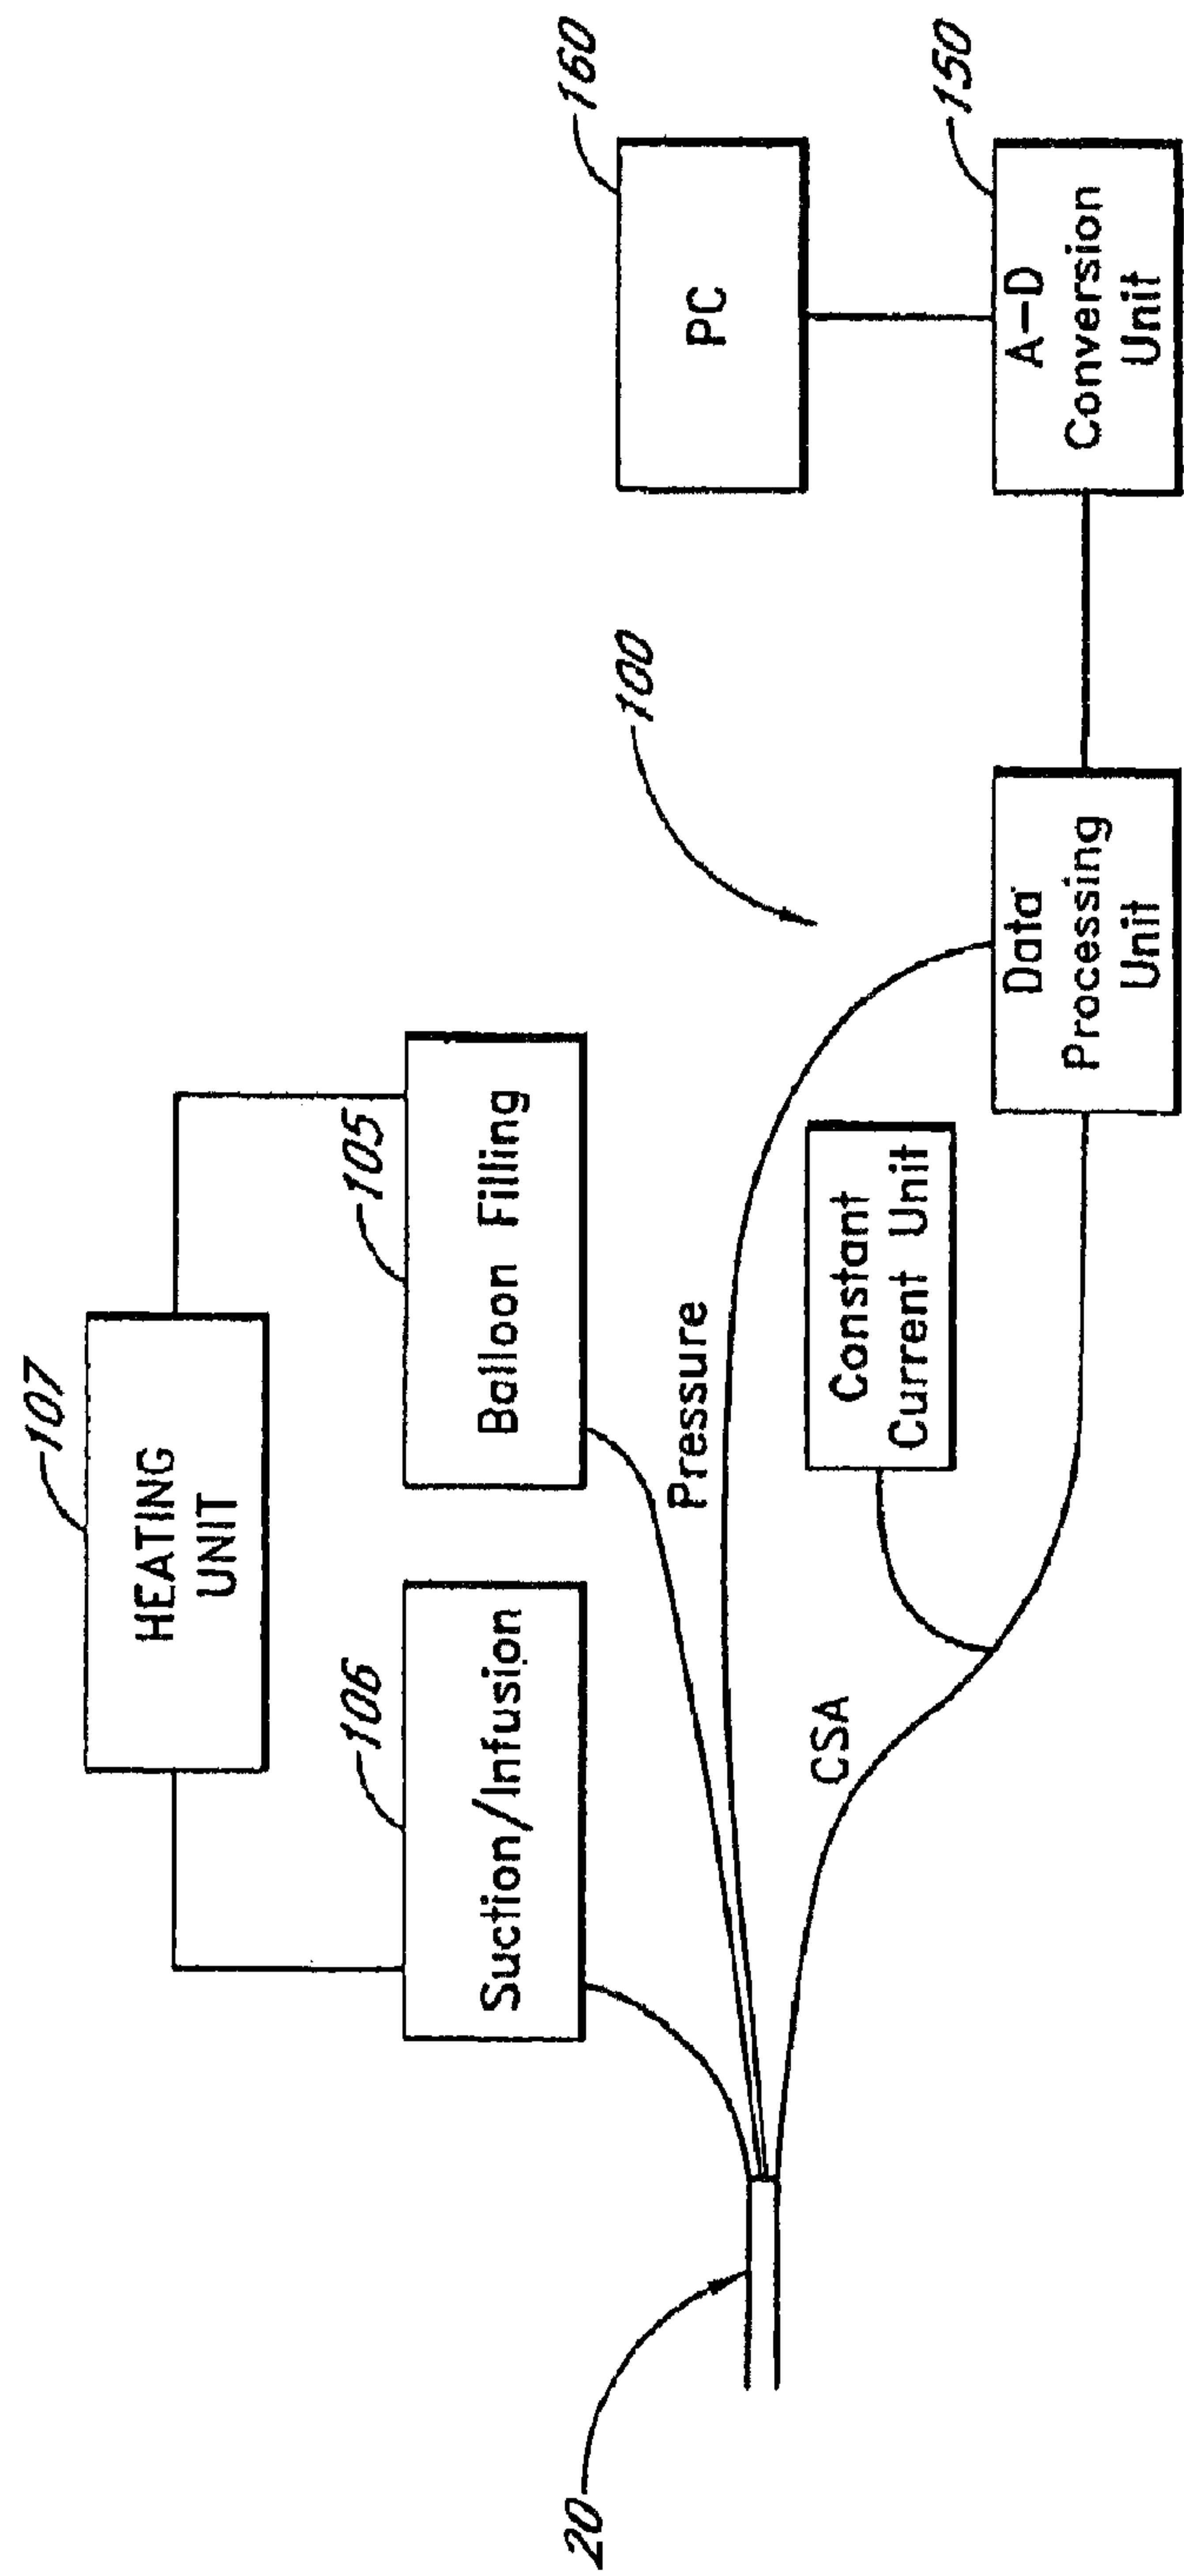 107
HEATING
UNIT
106
Suction/Infusion
105
Balloon Filling
160
PC
100
Pressure
Constant
Current Unit
CSA
Data
Processing
Unit
150
A-D
Conversion
Unit
20